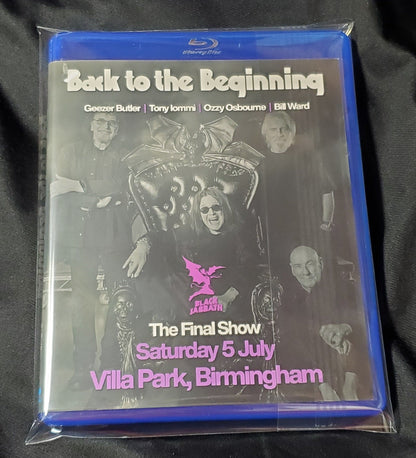 Blu-ray Disc
Back to the Beginning
Geezer Butler | Tony Iommi | Ozzy Osbourne | Bill Ward
BLACK
SABBATH
The Final Show
Saturday 5 July
Villa Park, Birmingham